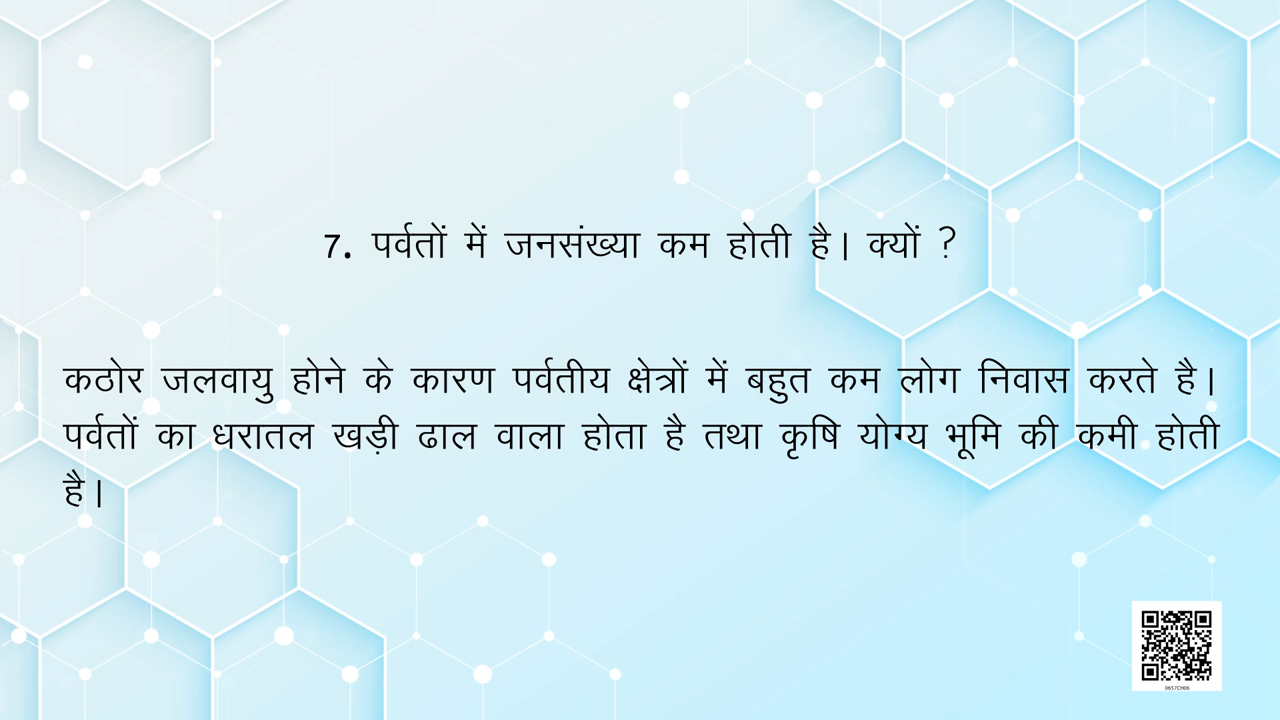 7. पर्वतों में जनसंख्या कम होती है। क्यों ?
कठोर जलवायु होने के कारण पर्वतीय क्षेत्रों में बहुत कम लोग निवास करते है।
पर्वतों का धरातल खड़ी ढाल वाला होता है तथा कृषि योग्य भूमि की कमी होती
है।
0657CH06